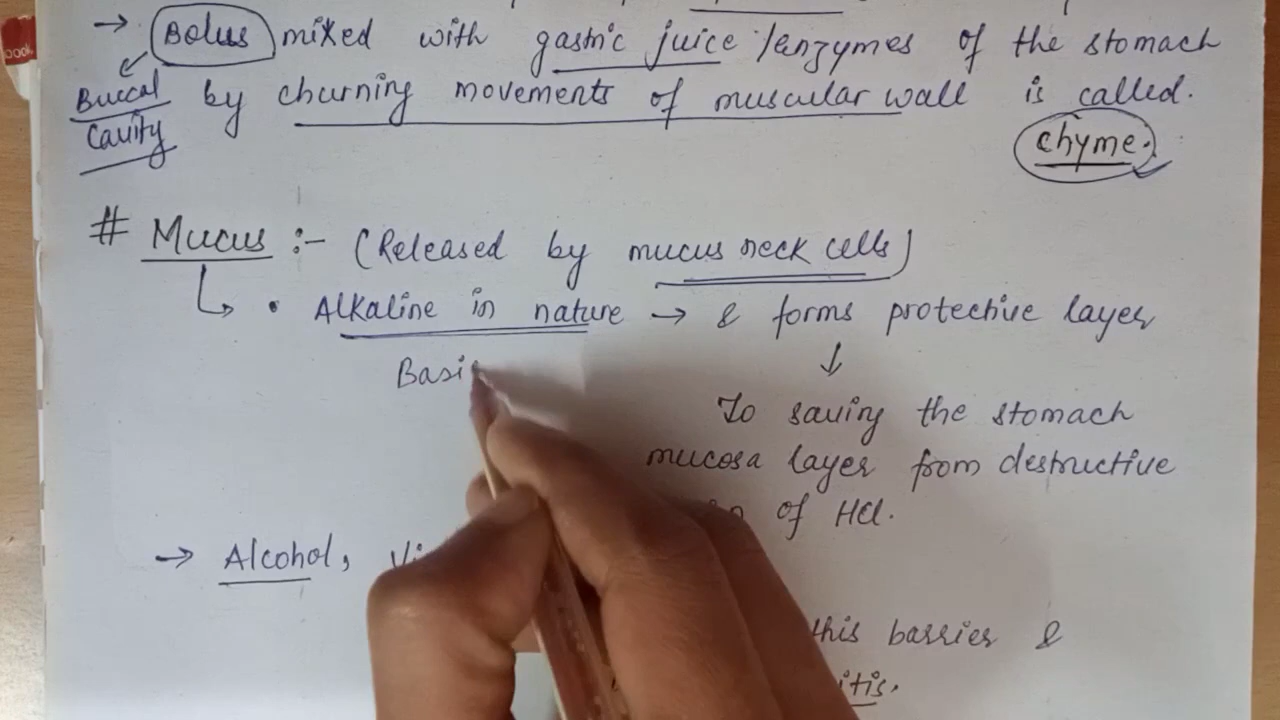 → Bolus mixed with gastric juice /enzymes of the stomach
Buccal
Cavity
by churning movements of muscular wall is called.
chyme.
# Mucus :- (Released by mucus neck cells)
• Alkaline in nature → & forms protective layer
Basi
↓
To saving the stomach
mucosa layer from destructive
of HCl.
→ Alcohol,
this barrier &